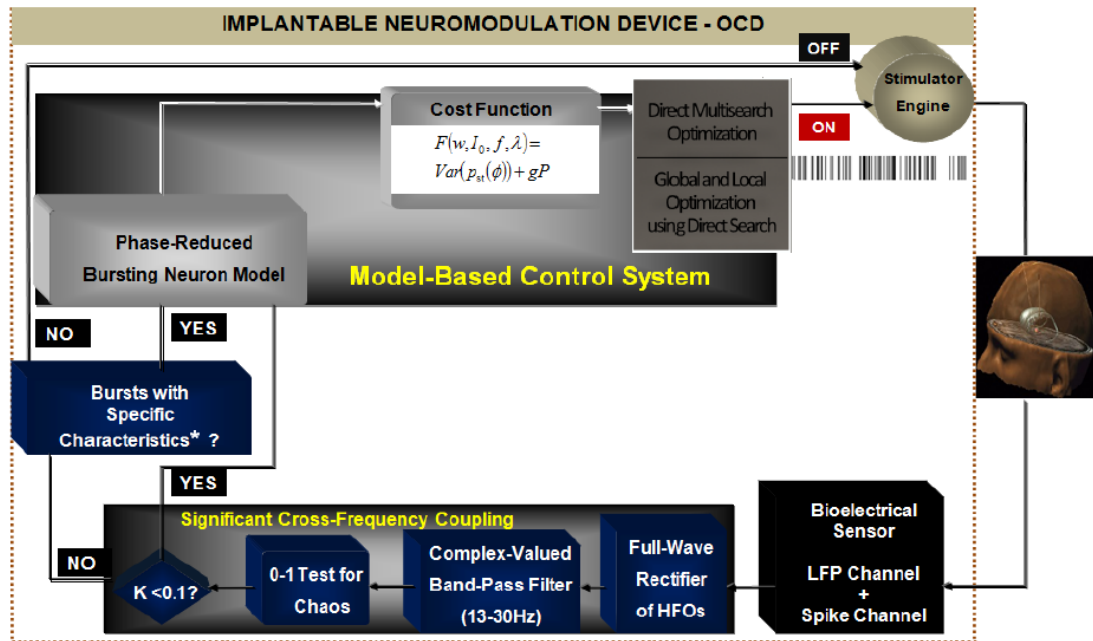 IMPLANTABLE NEUROMODULATION DEVICE - OCD
OFF
Stimulator
Engine
Cost Function
F(w,I₀,f,λ)=
Var(pₛₜ(ϕ))+gP
Direct Multisearch
Optimization
Global and Local
Optimization
using Direct Search
ON
Phase-Reduced
Bursting Neuron Model
Model-Based Control System
NO
YES
Bursts with
Specific
Characteristics* ?
YES
NO
Significant Cross-Frequency Coupling
K <0.1?
0-1 Test for
Chaos
Complex-Valued
Band-Pass Filter
(13-30Hz)
Full-Wave
Rectifier
of HFOs
Bioelectrical
Sensor
LFP Channel
+
Spike Channel